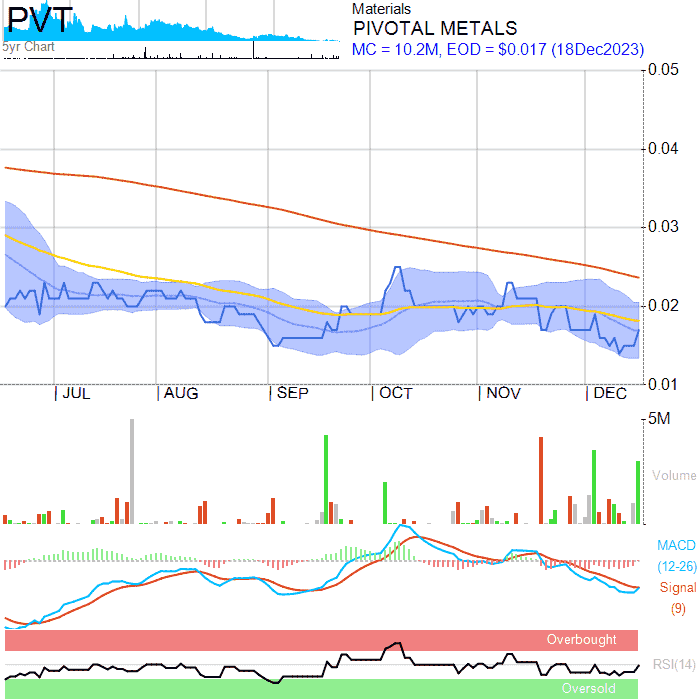 PVT
5yr Chart
Materials
PIVOTAL METALS
MC = 10.2M, EOD = $0.017 (18Dec2023)
0.05
0.04
0.03
0.02
0.01
JUL AUG SEP OCT NOV DEC
5M
Volume
MACD
(12-26)
Signal
(9)
Overbought
RSI(14)
Oversold